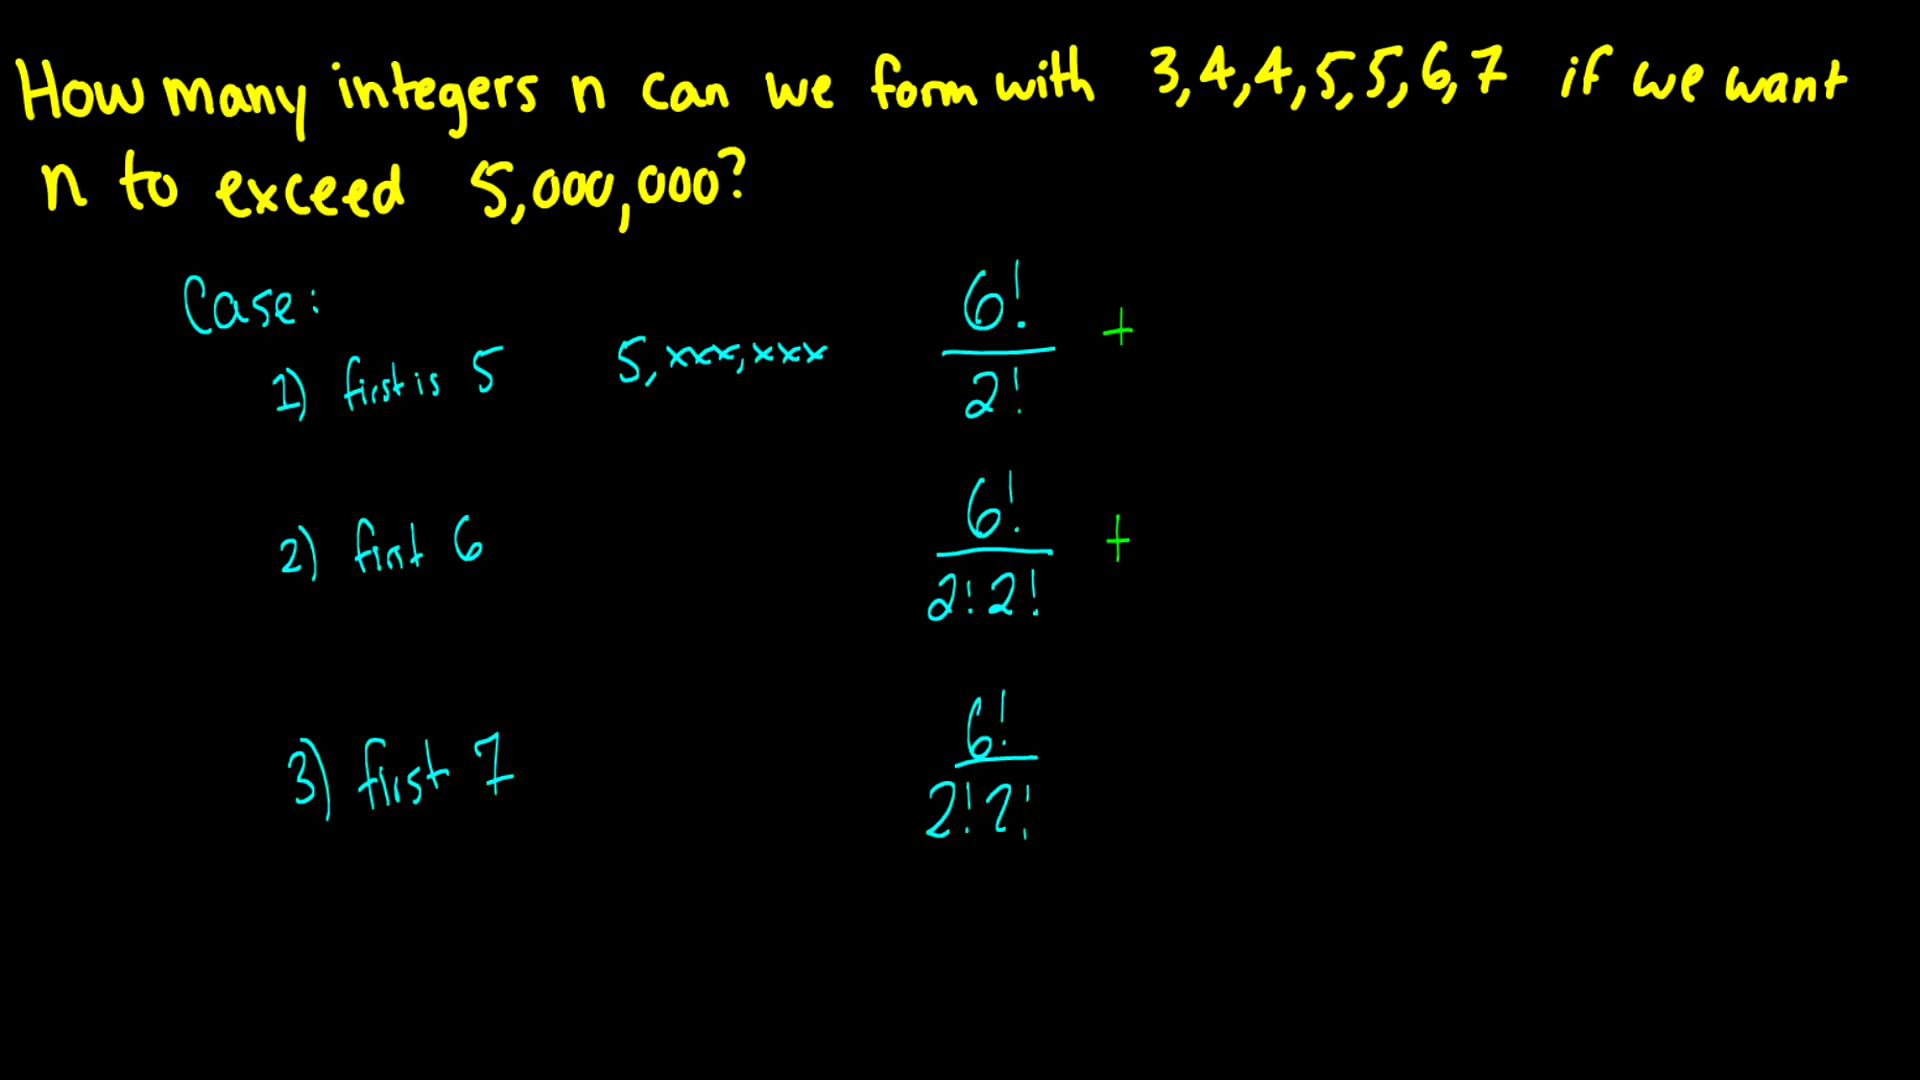 How many integers n can we form with 3,4,4,5,5,6,7 if we want
n to exceed 5,000,000?
Case:
1) first is 5 5,xxx,xxx 6!/2! +
2) first 6 6!/2!2! +
3) first 7 6!/2!2!